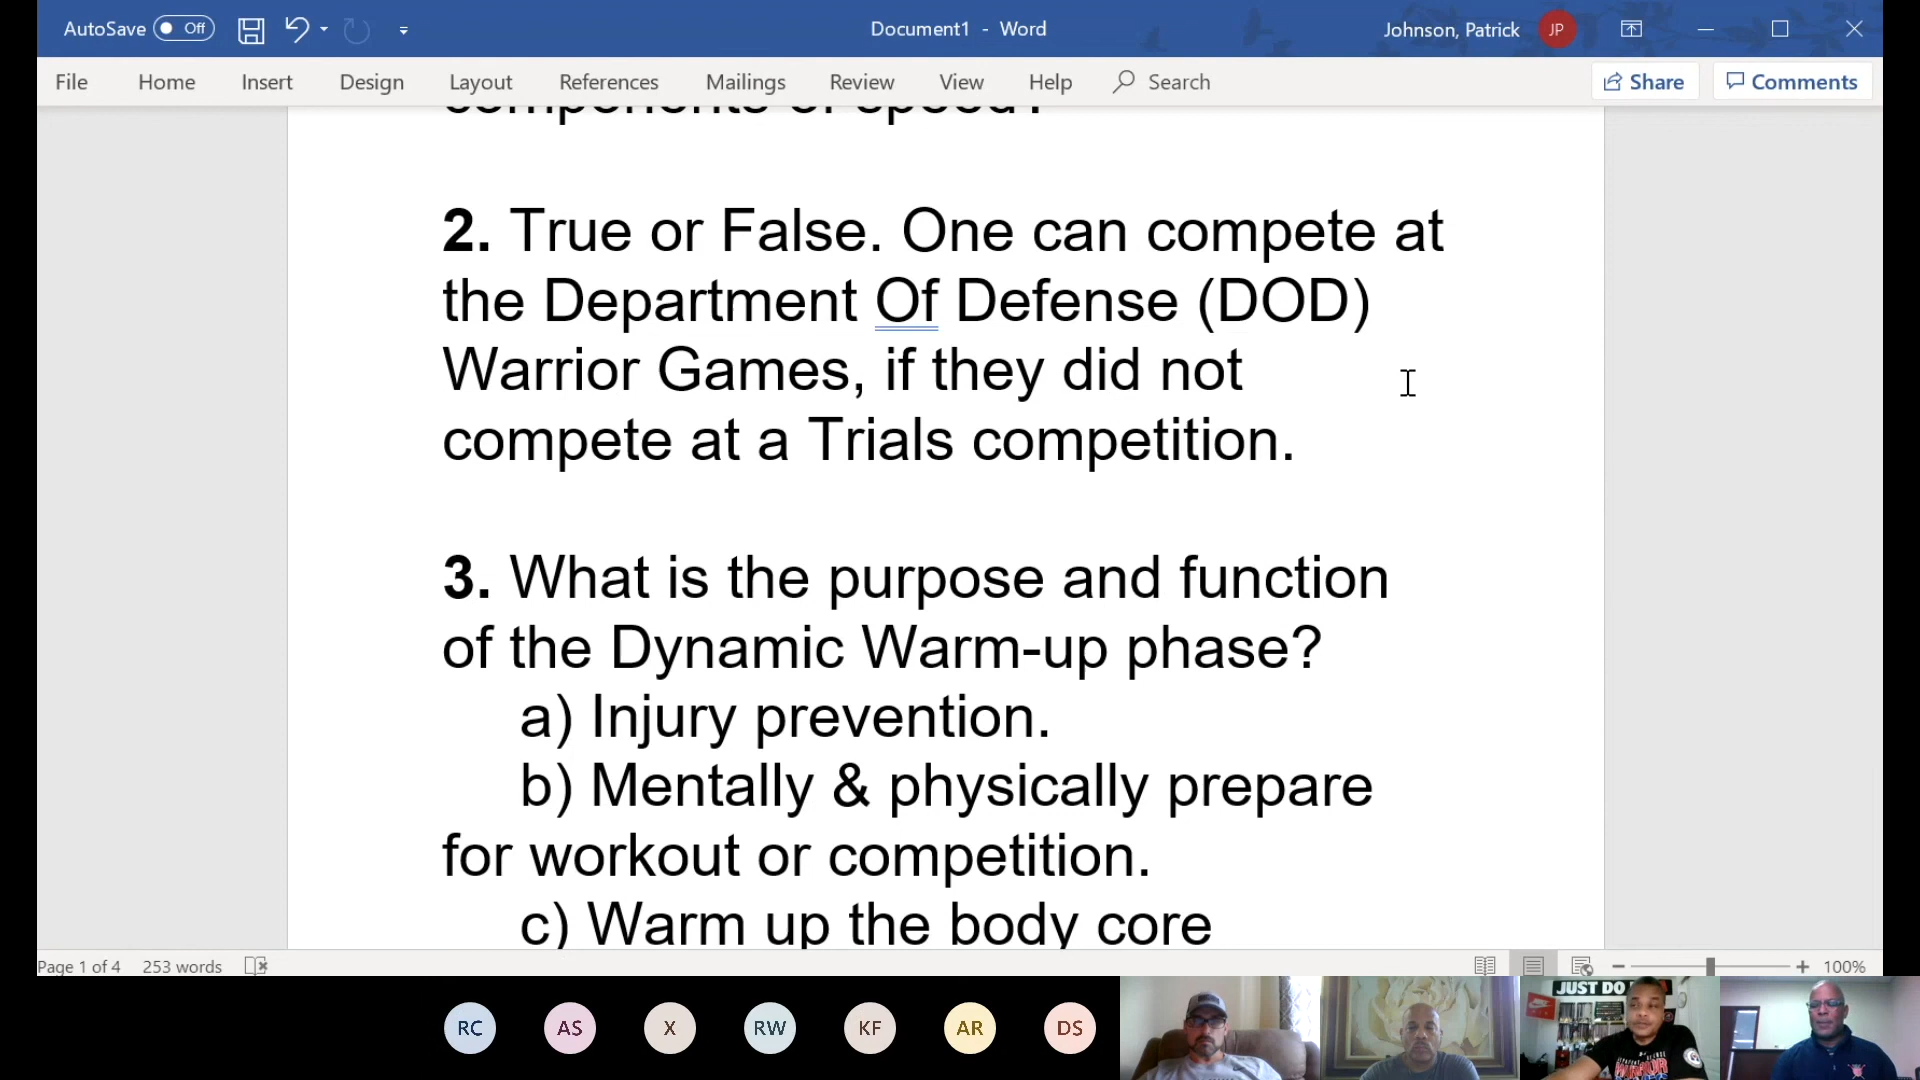 AutoSave Off Document1 - Word Johnson, Patrick JP
File Home Insert Design Layout References Mailings Review View Help Search Share Comments
components of speed?
2. True or False. One can compete at
the Department Of Defense (DOD)
Warrior Games, if they did not
compete at a Trials competition.
3. What is the purpose and function
of the Dynamic Warm-up phase?
a) Injury prevention.
b) Mentally & physically prepare
for workout or competition.
c) Warm up the body core
Page 1 of 4 253 words 100%
RC AS X RW KF AR DS
JUST DO
WARRIOR